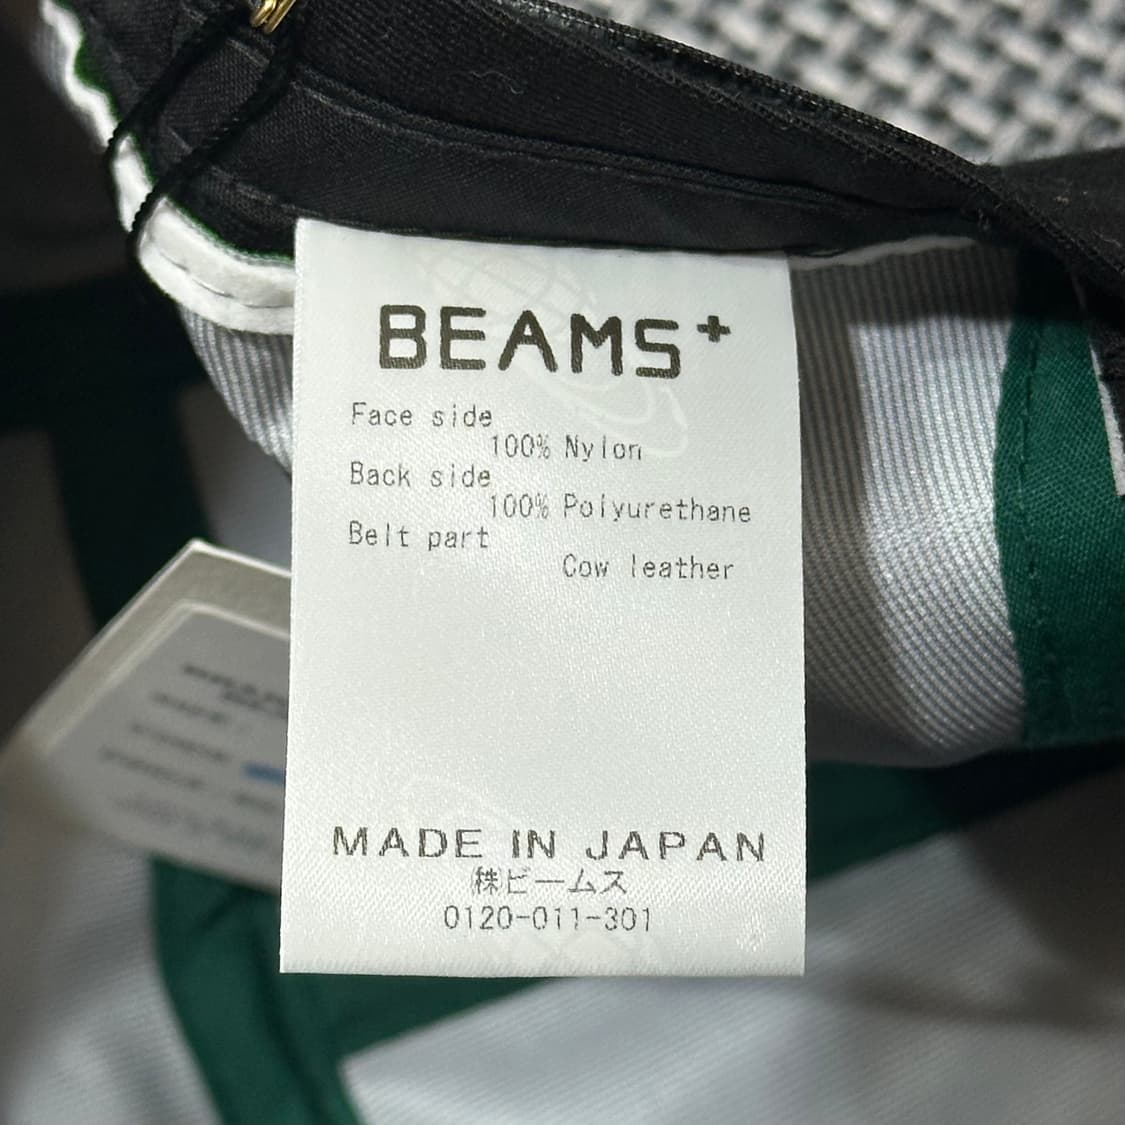 BEAMS+
Face side
100% Nylon
Back side
100% Polyurethane
Belt part
Cow leather
MADE IN JAPAN
㈱ビームス
0120-011-301